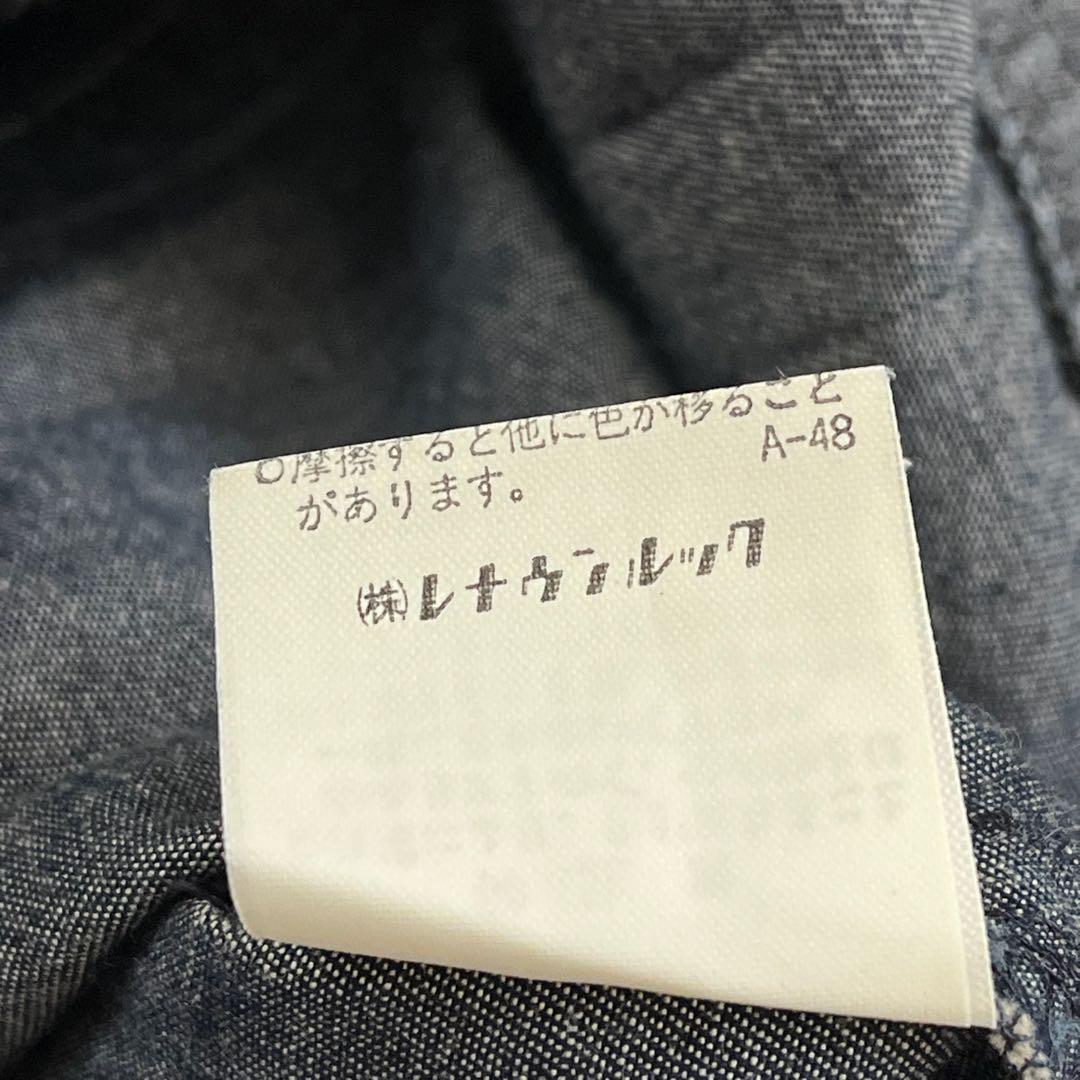 ○摩擦すると他に色が移ること
があります。
A-48
㈱レナウンルック